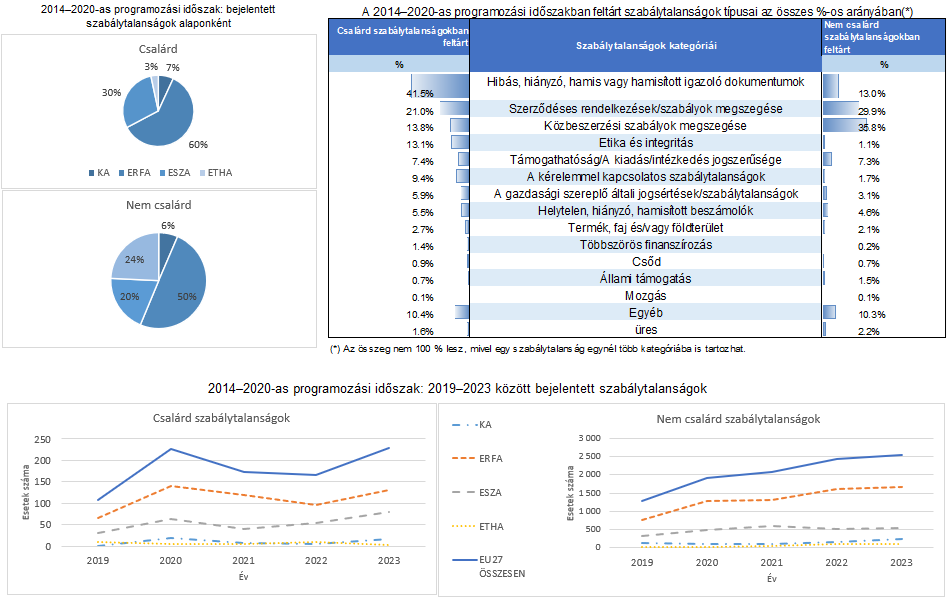 2014–2020-as programozási időszak: bejelentett
szabálytalanságok alaponként
Csalárd
3%
7%
30%
60%
KA
ERFA
ESZA
ETHA
Nem csalárd
6%
24%
20%
50%
A 2014–2020-as programozási időszakban feltárt szabálytalanságok típusai az összes %-os arányában(*)
Csalárd szabálytalanságokban
feltárt
Szabálytalanságok kategóriái
Nem csalárd
szabálytalanságokban
feltárt
%
%
41.5%
Hibás, hiányzó, hamis vagy hamisított igazoló dokumentumok
13.0%
21.0%
Szerződéses rendelkezések/szabályok megszegése
29.9%
13.8%
Közbeszerzési szabályok megszegése
35.8%
13.1%
Etika és integritás
1.1%
7.4%
Támogathatóság/A kiadás/intézkedés jogszerűsége
7.3%
9.4%
A kérelemmel kapcsolatos szabálytalanságok
1.7%
5.9%
A gazdasági szereplő általi jogsértések/szabálytalanságok
3.1%
5.5%
Helytelen, hiányzó, hamisított beszámolók
4.6%
2.7%
Termék, faj és/vagy földterület
2.1%
1.4%
Többszörös finanszírozás
0.2%
0.9%
Csőd
0.7%
0.7%
Állami támogatás
1.5%
0.1%
Mozgás
0.1%
10.4%
Egyéb
10.3%
1.6%
üres
2.2%
(*) Az összeg nem 100 % lesz, mivel egy szabálytalanság egynél több kategóriába is tartozhat.
2014–2020-as programozási időszak: 2019–2023 között bejelentett szabálytalanságok
Csalárd szabálytalanságok
Esetek száma
250
200
150
100
50
0
2019
2020
2021
2022
2023
Év
KA
ERFA
ESZA
ETHA
EU27
ÖSSZESEN
Nem csalárd szabálytalanságok
Esetek száma
3 000
2 500
2 000
1 500
1 000
500
0
2019
2020
2021
2022
2023
Év